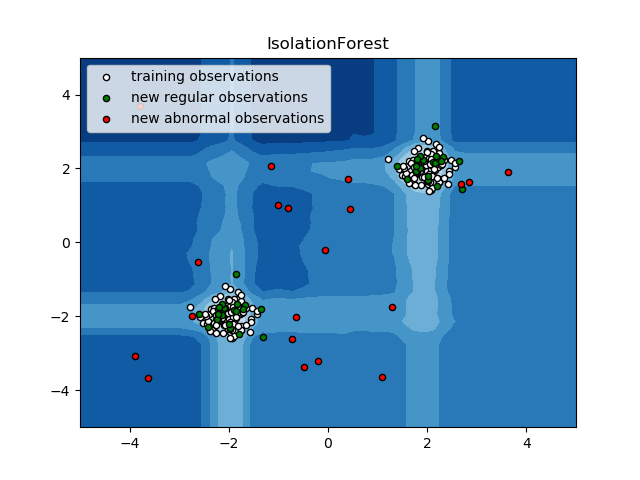 IsolationForest
training observations
new regular observations
new abnormal observations
4
2
0
−2
−4
−4 −2 0 2 4